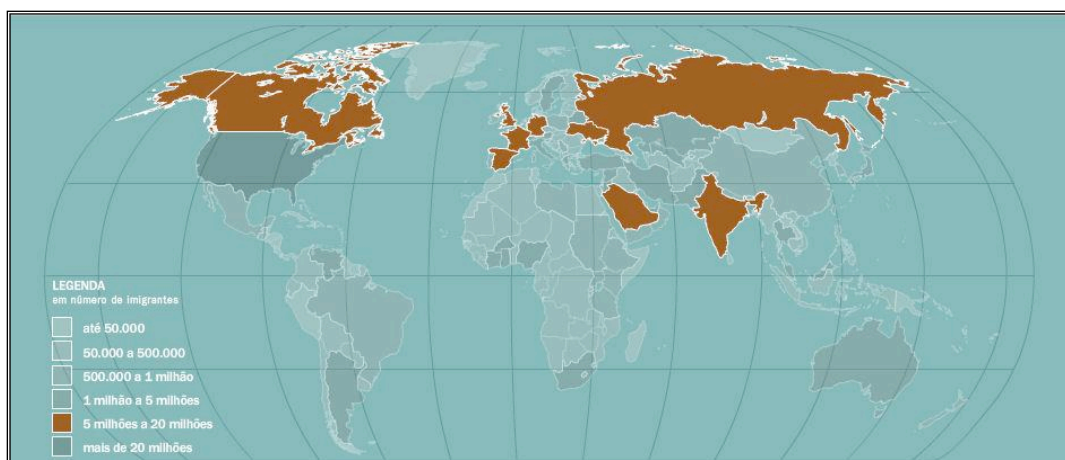 LEGENDA
em número de imigrantes
até 50.000
50.000 a 500.000
500.000 a 1 milhão
1 milhão a 5 milhões
5 milhões a 20 milhões
mais de 20 milhões